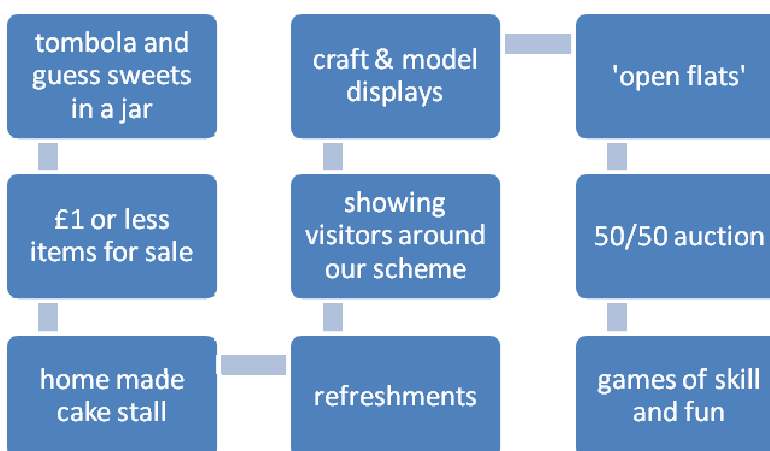 tombola and
guess sweets
in a jar
£1 or less
items for sale
home made
cake stall
refreshments
showing
visitors around
our scheme
craft & model
displays
'open flats'
50/50 auction
games of skill
and fun